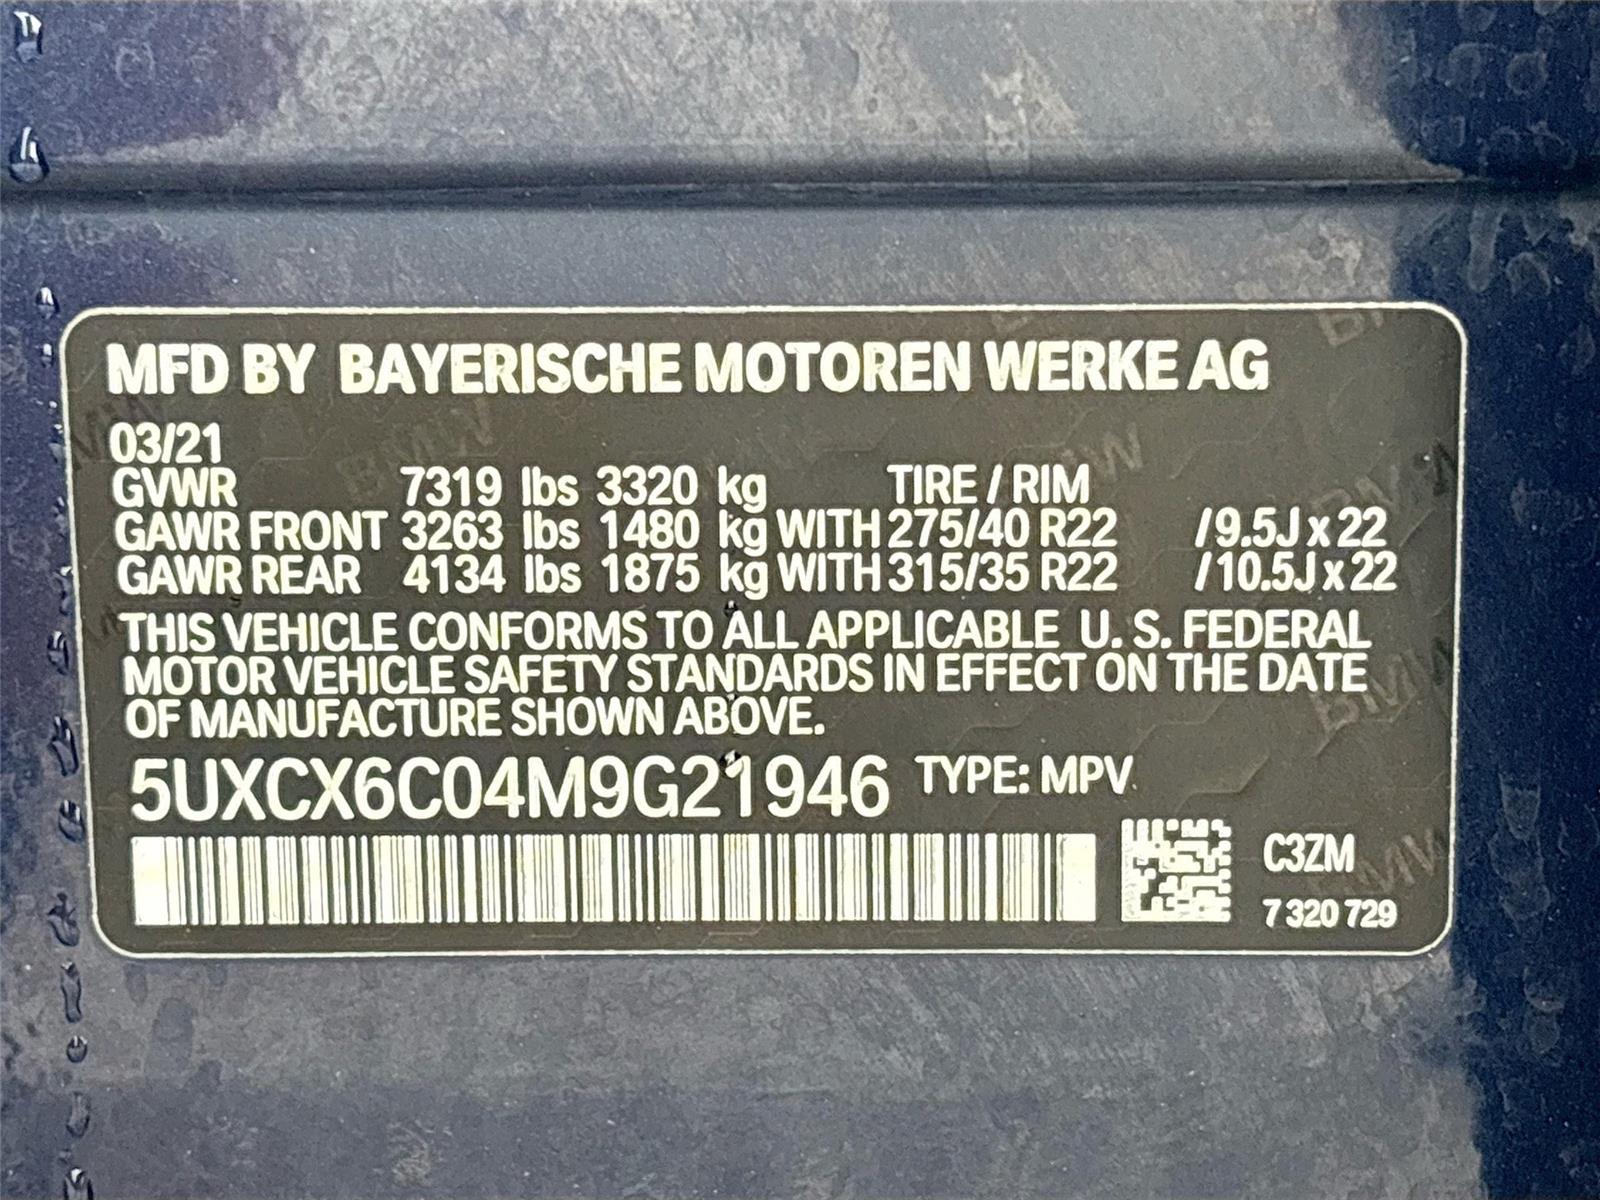 MFD BY BAYERISCHE MOTOREN WERKE AG
03/21
GVWR 7319 lbs 3320 kg TIRE / RIM
GAWR FRONT 3263 lbs 1480 kg WITH 275/40 R22 /9.5J x 22
GAWR REAR 4134 lbs 1875 kg WITH 315/35 R22 /10.5J x 22
THIS VEHICLE CONFORMS TO ALL APPLICABLE U. S. FEDERAL
MOTOR VEHICLE SAFETY STANDARDS IN EFFECT ON THE DATE
OF MANUFACTURE SHOWN ABOVE.
5UXCX6C04M9G21946 TYPE: MPV
C3ZM
7 320 729